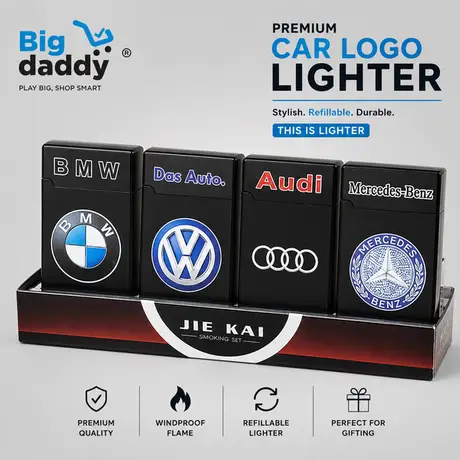 Big
daddy®
PLAY BIG, SHOP SMART
PREMIUM
CAR LOGO
LIGHTER
Stylish. Refillable. Durable.
THIS IS LIGHTER
BMW
Das Auto.
Audi
Mercedes-Benz
BMW
VW
MERCEDES
BENZ
JIE KAI
SMOKING SET
PREMIUM
QUALITY
WINDPROOF
FLAME
REFILLABLE
LIGHTER
PERFECT FOR
GIFTING